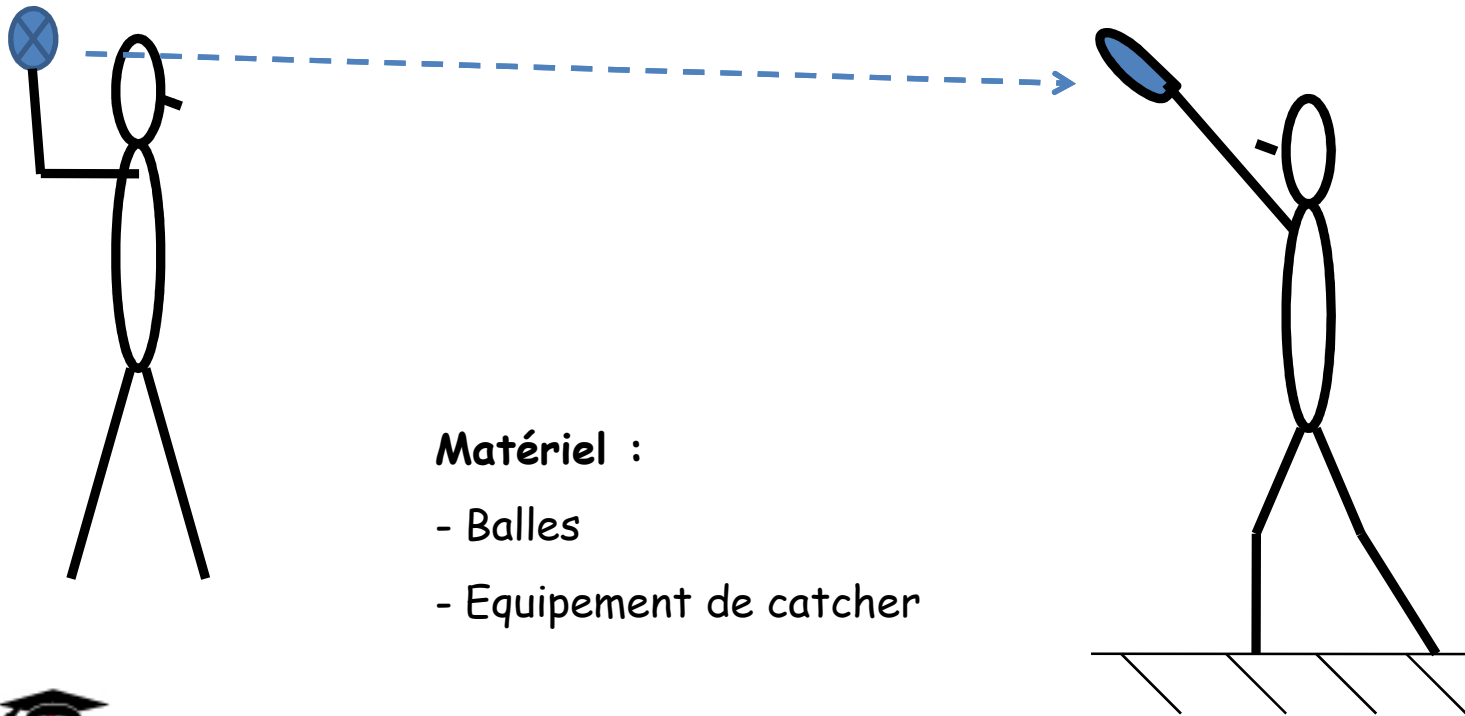 Matériel :
- Balles
- Equipement de catcher